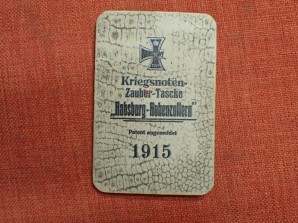 Kriegsnoten-
Zauber-Tasche
„Habsburg-Hohenzollern"
Patent angemeldet
1915